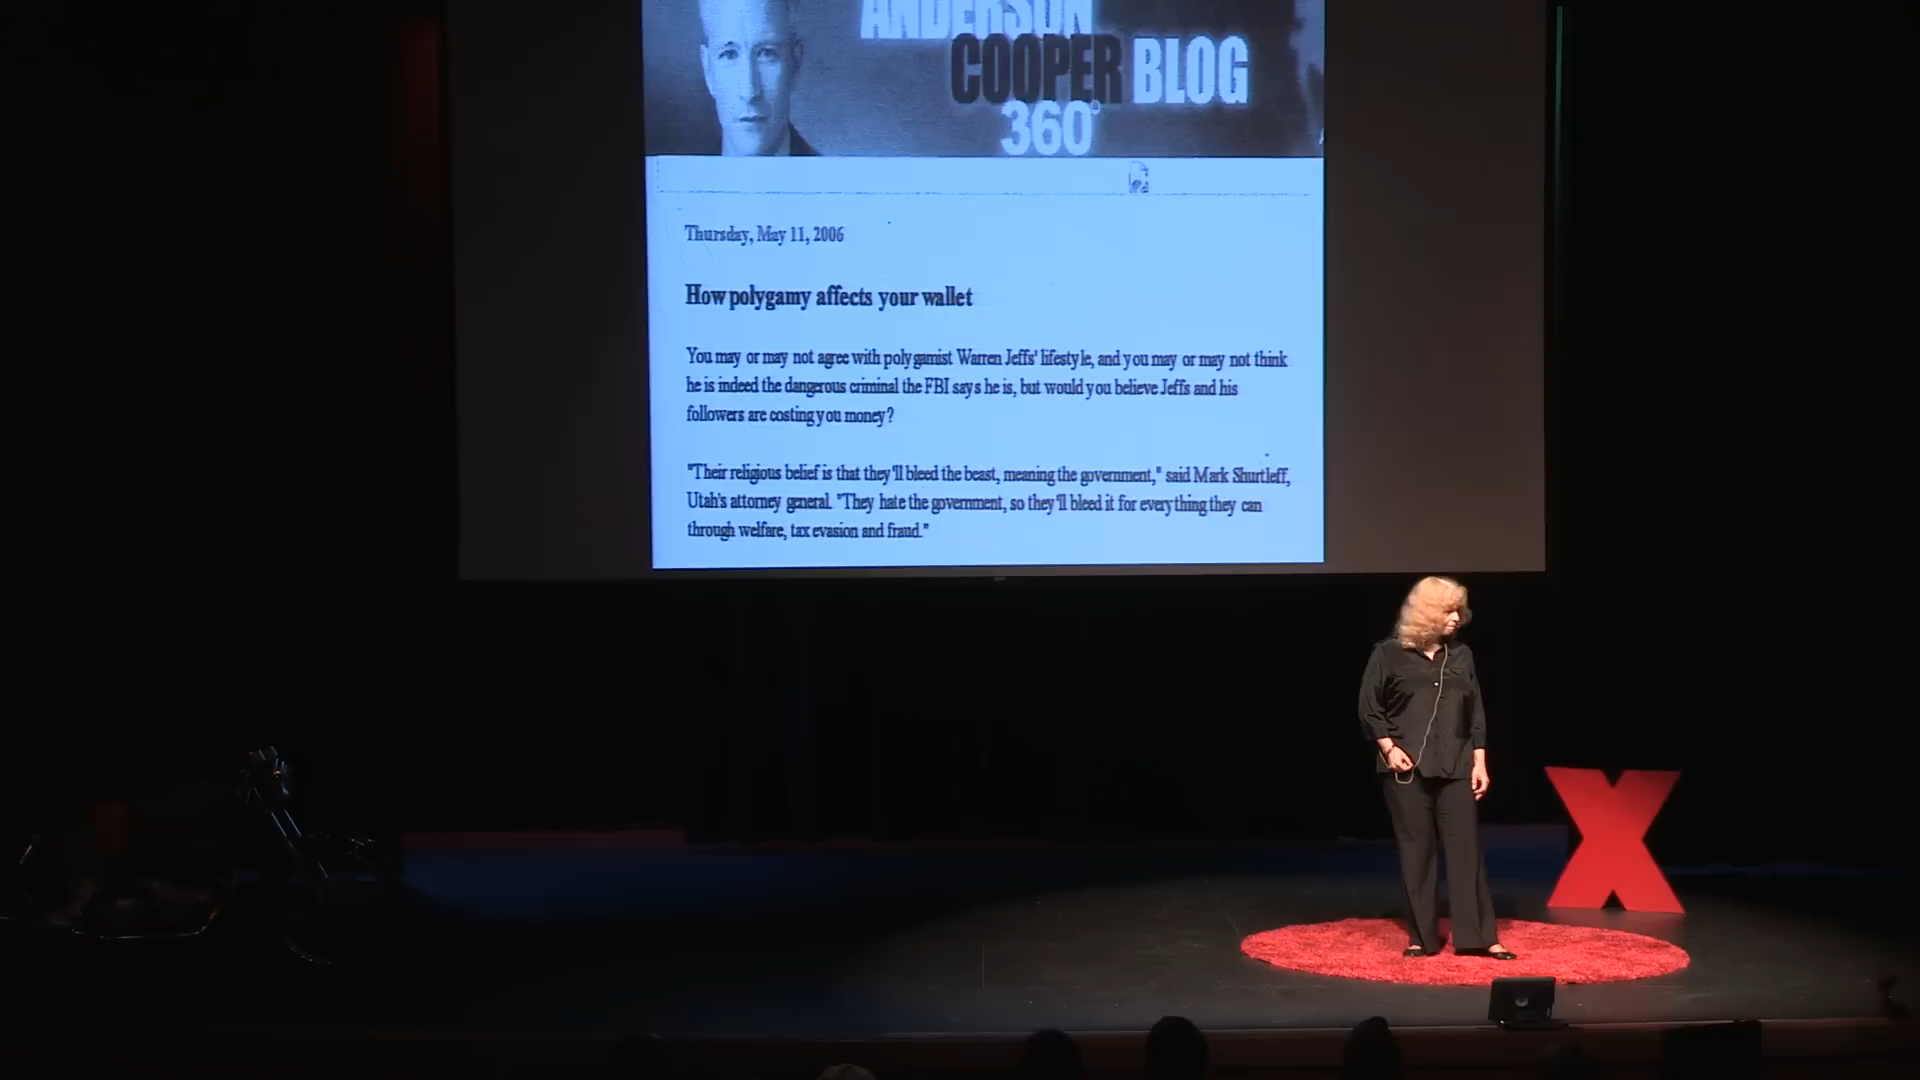 ANDERSON
COOPER BLOG
360°
Thursday, May 11, 2006
How polygamy affects your wallet
You may or may not agree with polygamist Warren Jeffs' lifestyle, and you may or may not think
he is indeed the dangerous criminal the FBI says he is, but would you believe Jeffs and his
followers are costing you money?
"Their religious belief is that they'll bleed the beast, meaning the government," said Mark Shurtleff,
Utah's attorney general. "They hate the government, so they'll bleed it for everything they can
through welfare, tax evasion and fraud."
X